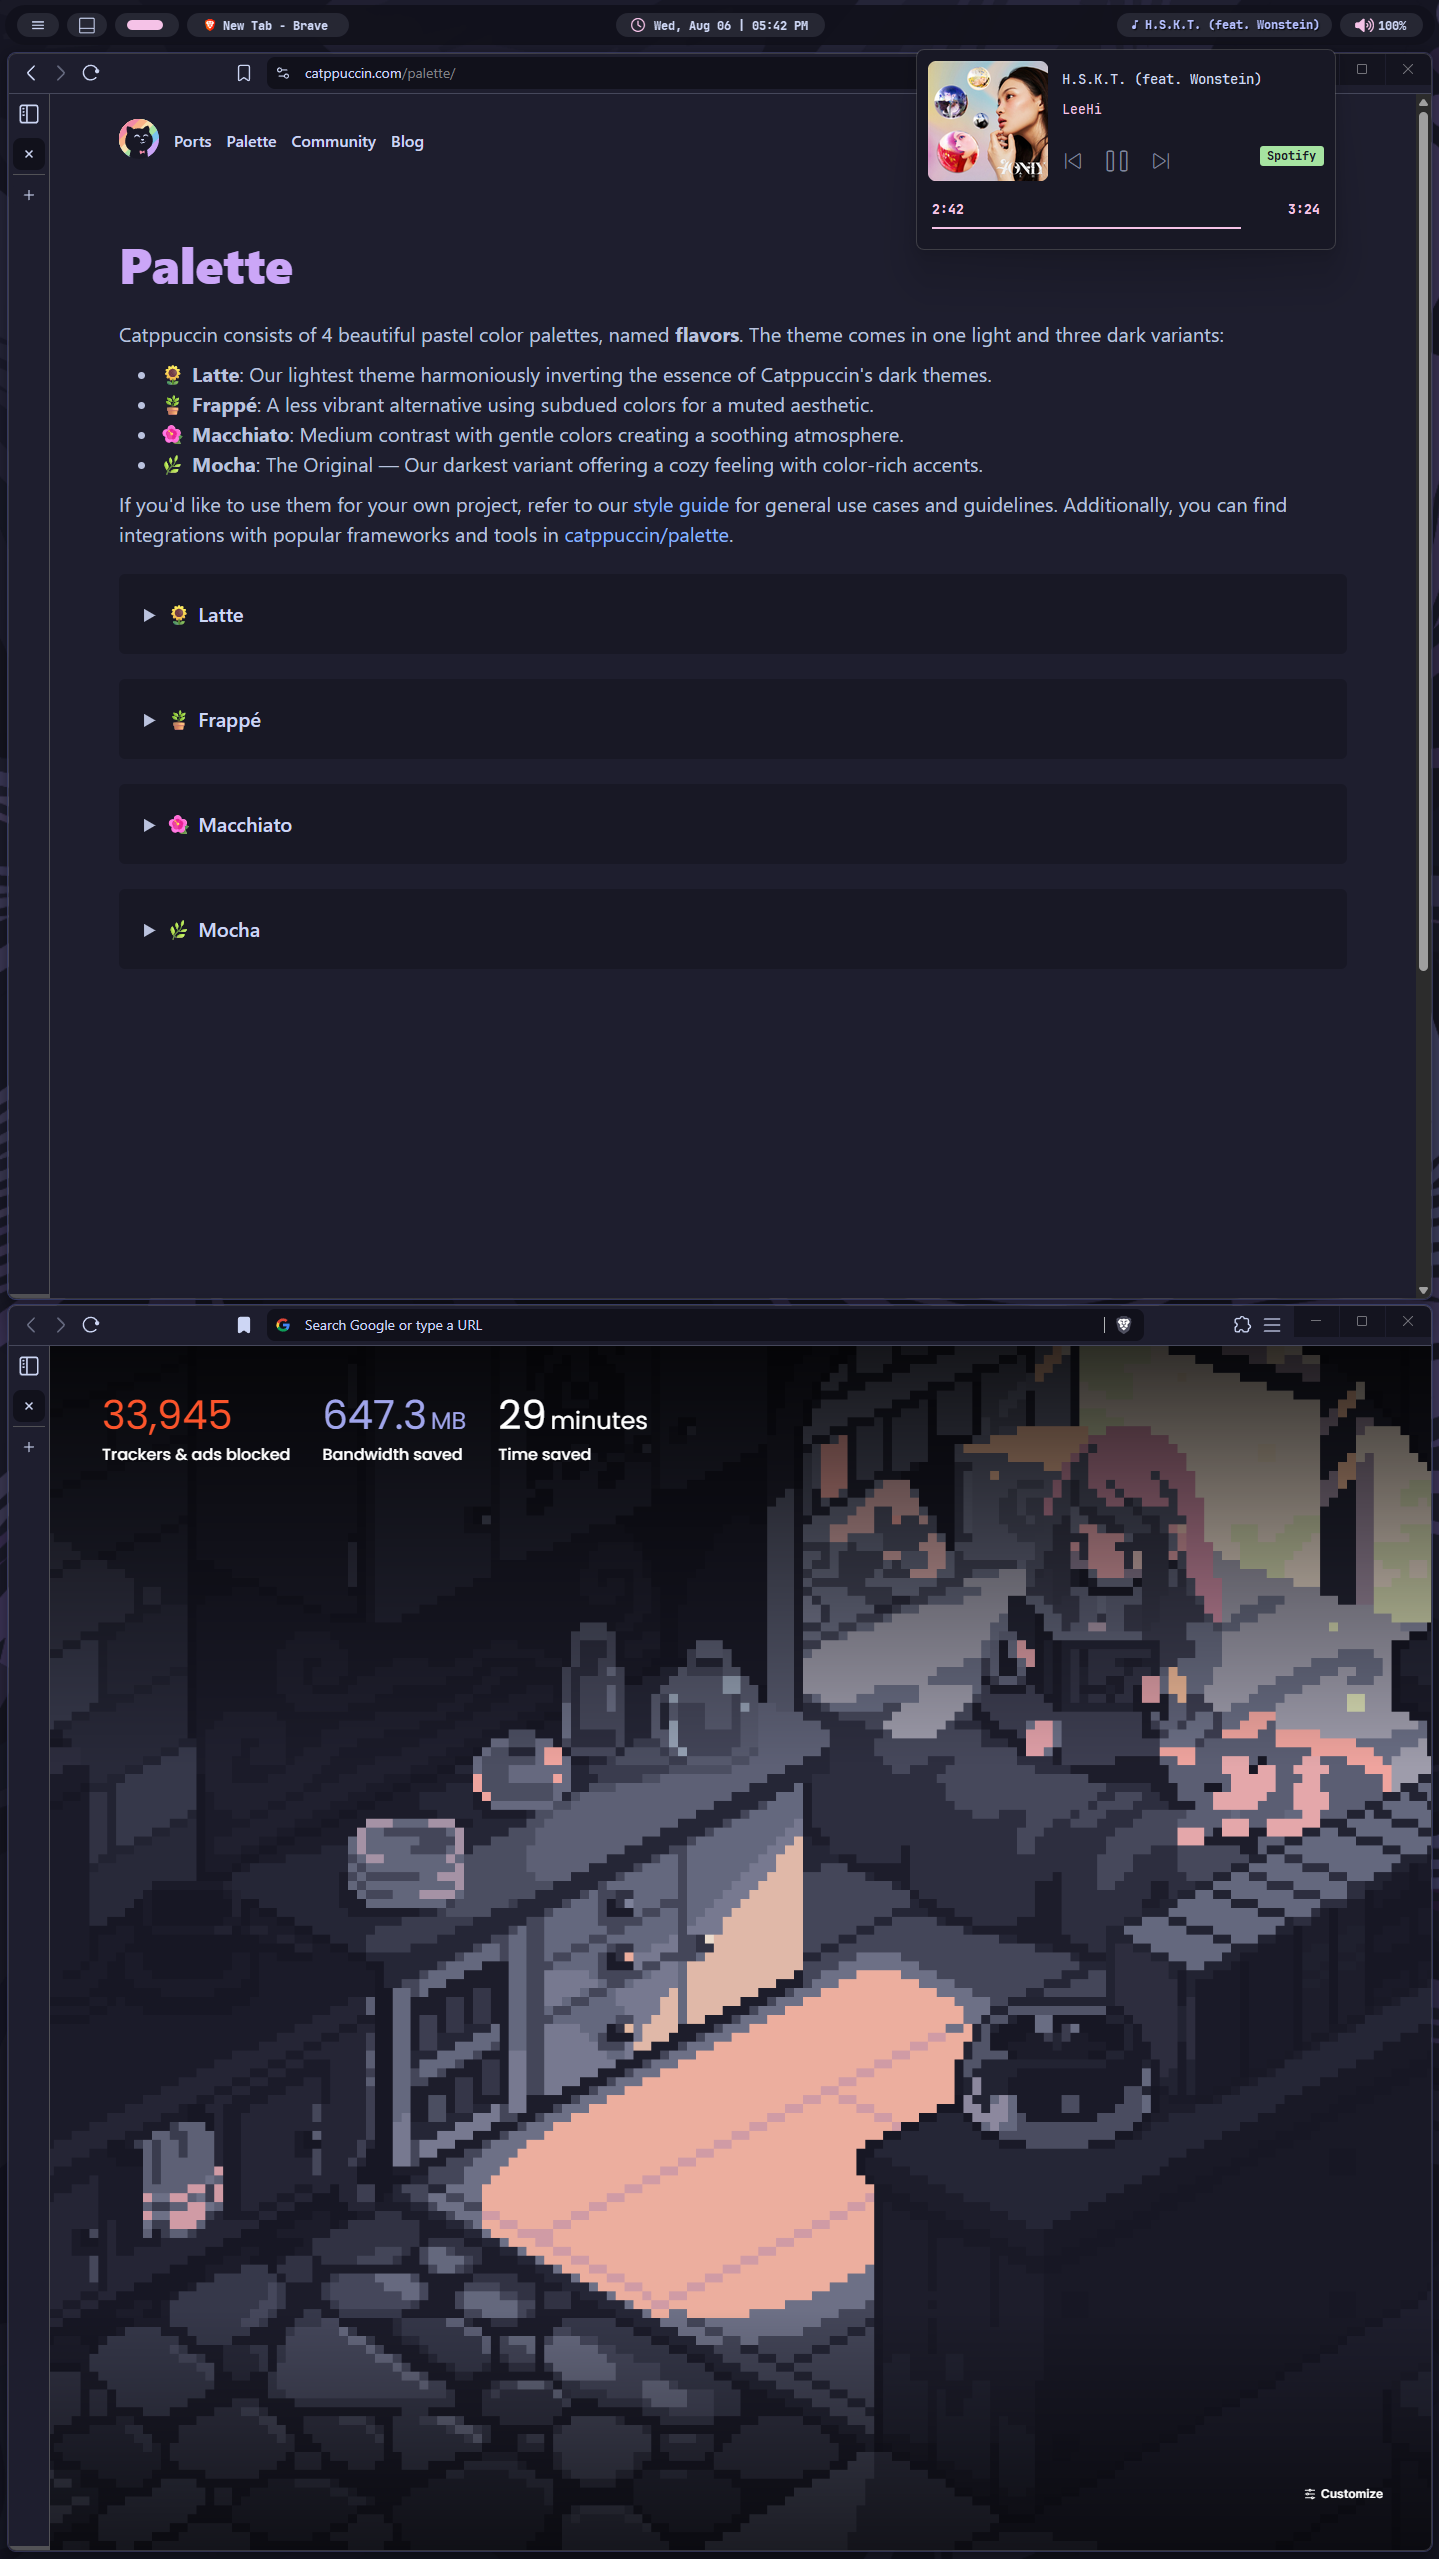 New Tab - Brave
Wed, Aug 06 | 05:42 PM
H.S.K.T. (feat. Wonstein)
100%
catppuccin.com/palette/
H.S.K.T. (feat. Wonstein)
LeeHi
Spotify
2:42
3:24
4ONLY
Ports Palette Community Blog
Palette
Catppuccin consists of 4 beautiful pastel color palettes, named flavors. The theme comes in one light and three dark variants:
• 🌻 Latte: Our lightest theme harmoniously inverting the essence of Catppuccin's dark themes.
• 🪴 Frappé: A less vibrant alternative using subdued colors for a muted aesthetic.
• 🌺 Macchiato: Medium contrast with gentle colors creating a soothing atmosphere.
• 🌿 Mocha: The Original — Our darkest variant offering a cozy feeling with color-rich accents.
If you'd like to use them for your own project, refer to our style guide for general use cases and guidelines. Additionally, you can find
integrations with popular frameworks and tools in catppuccin/palette.
🌻 Latte
🪴 Frappé
🌺 Macchiato
🌿 Mocha
Search Google or type a URL
33,945
Trackers & ads blocked
647.3 MB
Bandwidth saved
29 minutes
Time saved
Customize